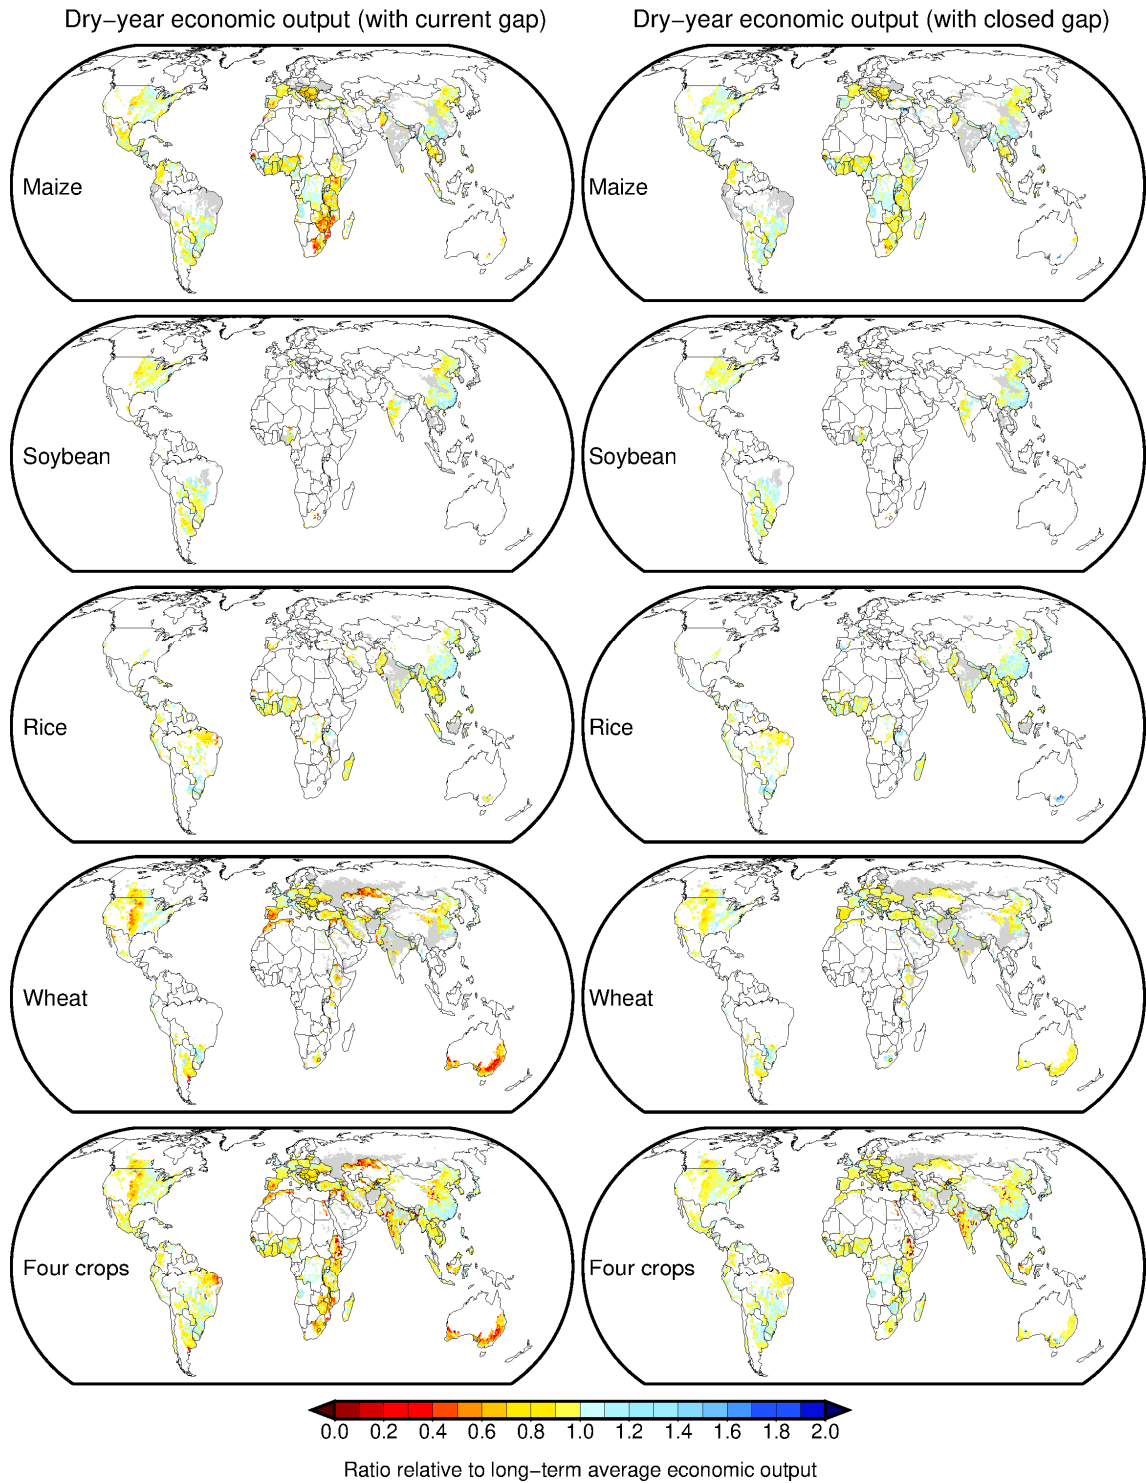 Dry−year economic output (with current gap)
Dry−year economic output (with closed gap)
Maize
Maize
Soybean
Soybean
Rice
Rice
Wheat
Wheat
Four crops
Four crops
0.0 0.2 0.4 0.6 0.8 1.0 1.2 1.4 1.6 1.8 2.0
Ratio relative to long−term average economic output